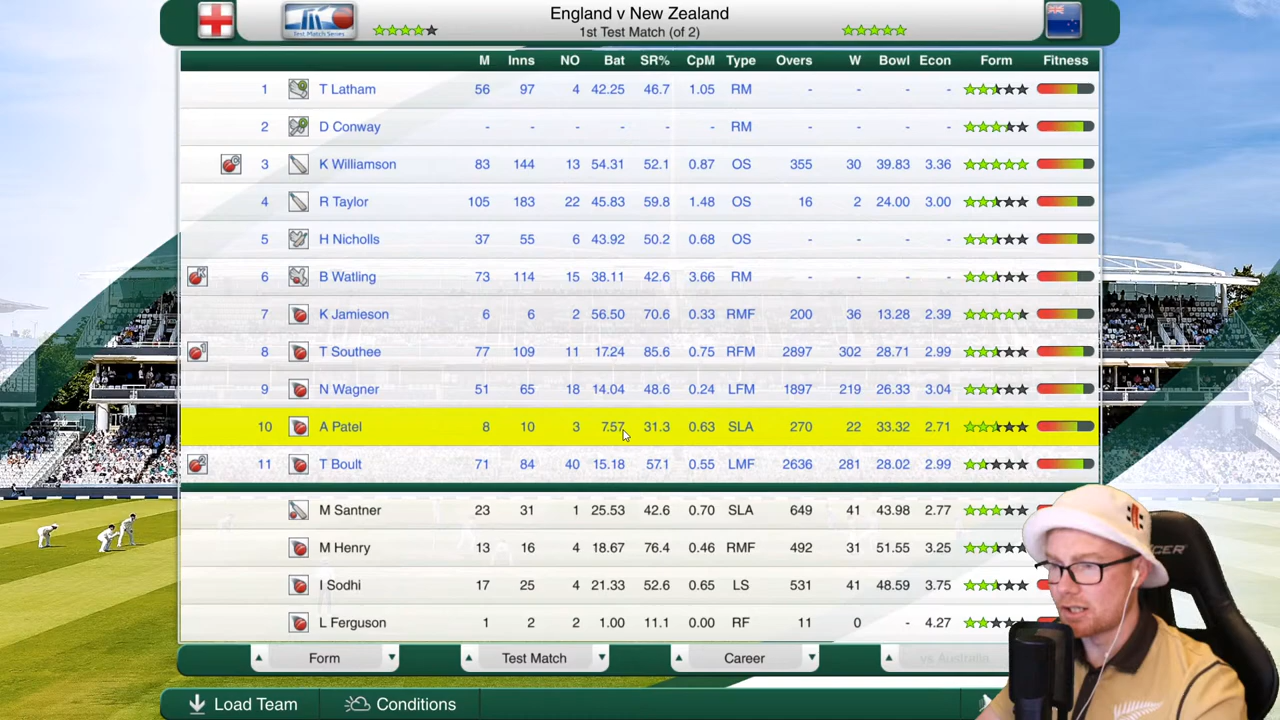 England v New Zealand
Test Match Series
1st Test Match (of 2)
M Inns NO Bat SR% CpM Type Overs W Bowl Econ Form Fitness
1 T Latham 56 97 4 42.25 46.7 1.05 RM - - - -
2 D Conway - - - - - - RM - - - -
3 K Williamson 83 144 13 54.31 52.1 0.87 OS 355 30 39.83 3.36
4 R Taylor 105 183 22 45.83 59.8 1.48 OS 16 2 24.00 3.00
5 H Nicholls 37 55 6 43.92 50.2 0.68 OS - - - -
6 B Watling 73 114 15 38.11 42.6 3.66 RM - - - -
7 K Jamieson 6 6 2 56.50 70.6 0.33 RMF 200 36 13.28 2.39
8 T Southee 77 109 11 17.24 85.6 0.75 RFM 2897 302 28.71 2.99
9 N Wagner 51 65 18 14.04 48.6 0.24 LFM 1897 219 26.33 3.04
10 A Patel 8 10 3 7.57 31.3 0.63 SLA 270 22 33.32 2.71
11 T Boult 71 84 40 15.18 57.1 0.55 LMF 2636 281 28.02 2.99
M Santner 23 31 1 25.53 42.6 0.70 SLA 649 41 43.98 2.77
M Henry 13 16 4 18.67 76.4 0.46 RMF 492 31 51.55 3.25
I Sodhi 17 25 4 21.33 52.6 0.65 LS 531 41 48.59 3.75
L Ferguson 1 2 2 1.00 11.1 0.00 RF 11 0 - 4.27
Form Test Match Career vs Australia
Load Team Conditions